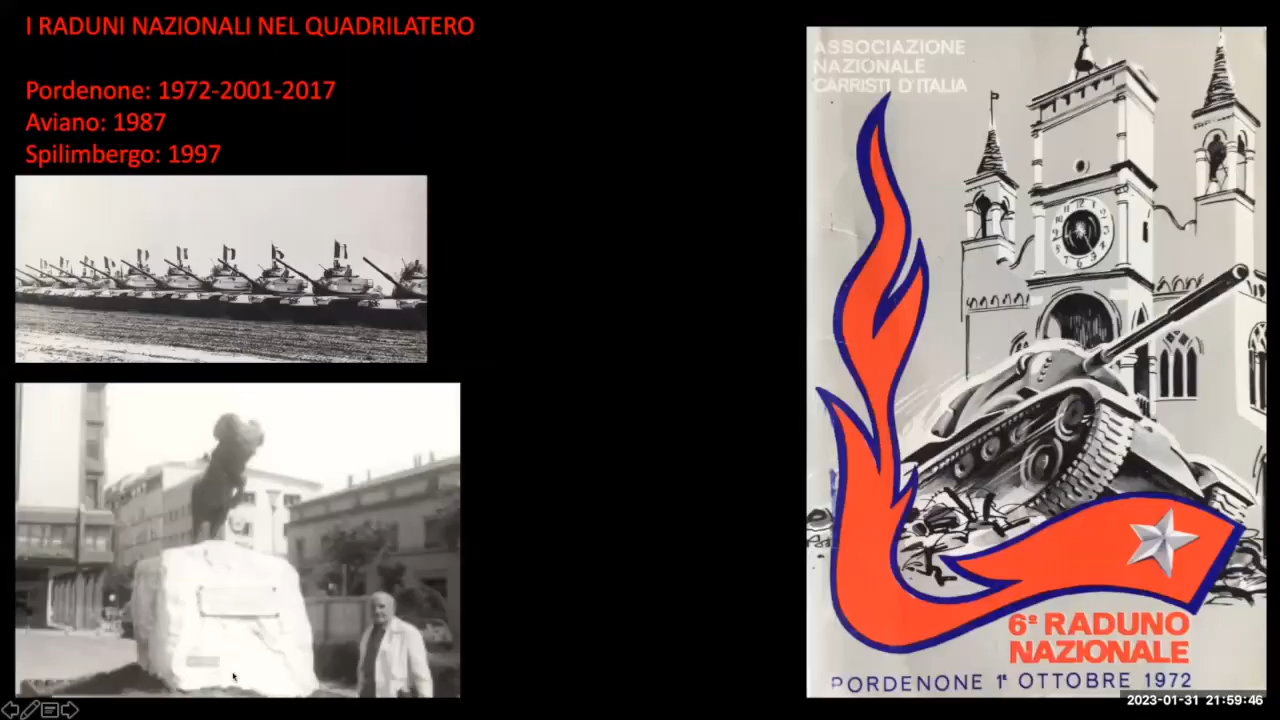 I RADUNI NAZIONALI NEL QUADRILATERO
Pordenone: 1972-2001-2017
Aviano: 1987
Spilimbergo: 1997
ASSOCIAZIONE
NAZIONALE
CARRISTI D'ITALIA
6° RADUNO
NAZIONALE
PORDENONE 1° OTTOBRE 1972
2023-01-31 21:59:46